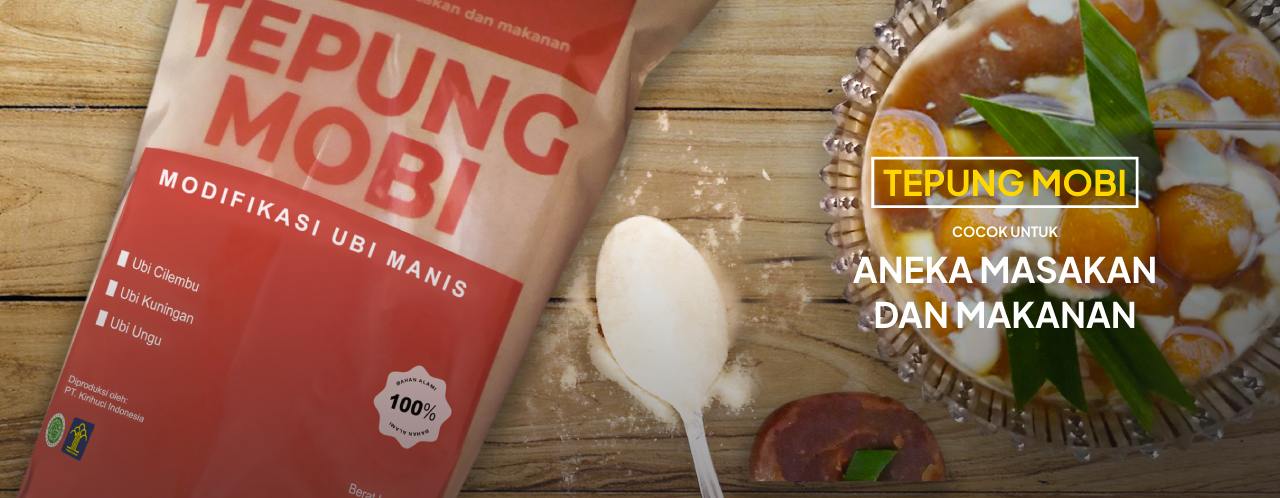 dan makanan
TEPUNG
MOBI
MODIFIKASI UBI MANIS
Ubi Cilembu
Ubi Kuningan
Ubi Ungu
Diproduksi oleh:
PT. Kirihuci Indonesia
BAHAN ALAMI
100%
BAHAN ALAMI
TEPUNG MOBI
COCOK UNTUK
ANEKA MASAKAN
DAN MAKANAN